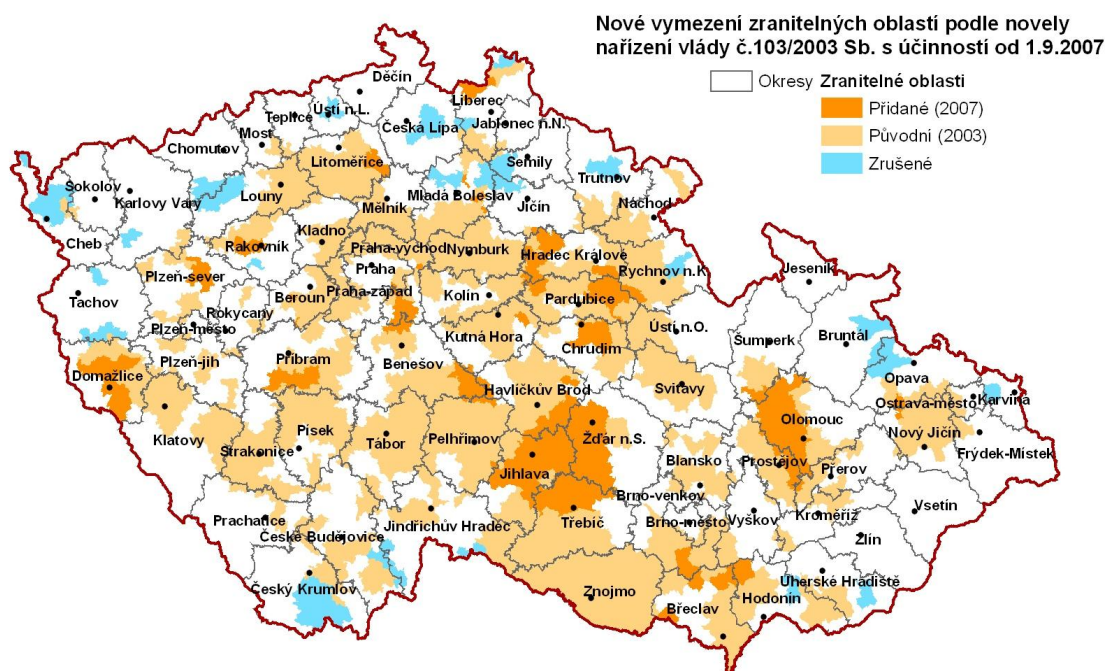 Nové vymezení zranitelných oblastí podle novely
nařízení vlády č.103/2003 Sb. s účinností od 1.9.2007
Okresy Zranitelné oblasti
Přidané (2007)
Původní (2003)
Zrušené
Děčín
Liberec
Ústí n.L.
Teplice
Jablonec n.N.
Česká Lípa
Most
Chomutov
Litoměřice
Semily
Trutnov
Sokolov
Karlovy Vary
Louny
Mladá Boleslav
Jičín
Mělník
Náchod
Kladno
Cheb
Rakovník
Praha-východ
Nymburk
Hradec Králové
Praha
Rychnov n.K.
Jeseník
Plzeň-sever
Beroun
Praha-západ
Kolín
Pardubice
Tachov
Rokycany
Plzeň-město
Kutná Hora
Ústí n.O.
Bruntál
Šumperk
Chrudim
Plzeň-jih
Příbram
Benešov
Domažlice
Opava
Havlíčkův Brod
Svitavy
Karviná
Ostrava-město
Olomouc
Klatovy
Písek
Tábor
Pelhřimov
Žďár n.S.
Nový Jičín
Strakonice
Frýdek-Místek
Jihlava
Blansko
Prostějov
Přerov
Brno-venkov
Vsetín
Prachatice
Jindřichův Hradec
Třebíč
Brno-město
Vyškov
Kroměříž
České Budějovice
Zlín
Český Krumlov
Uherské Hradiště
Znojmo
Hodonín
Břeclav